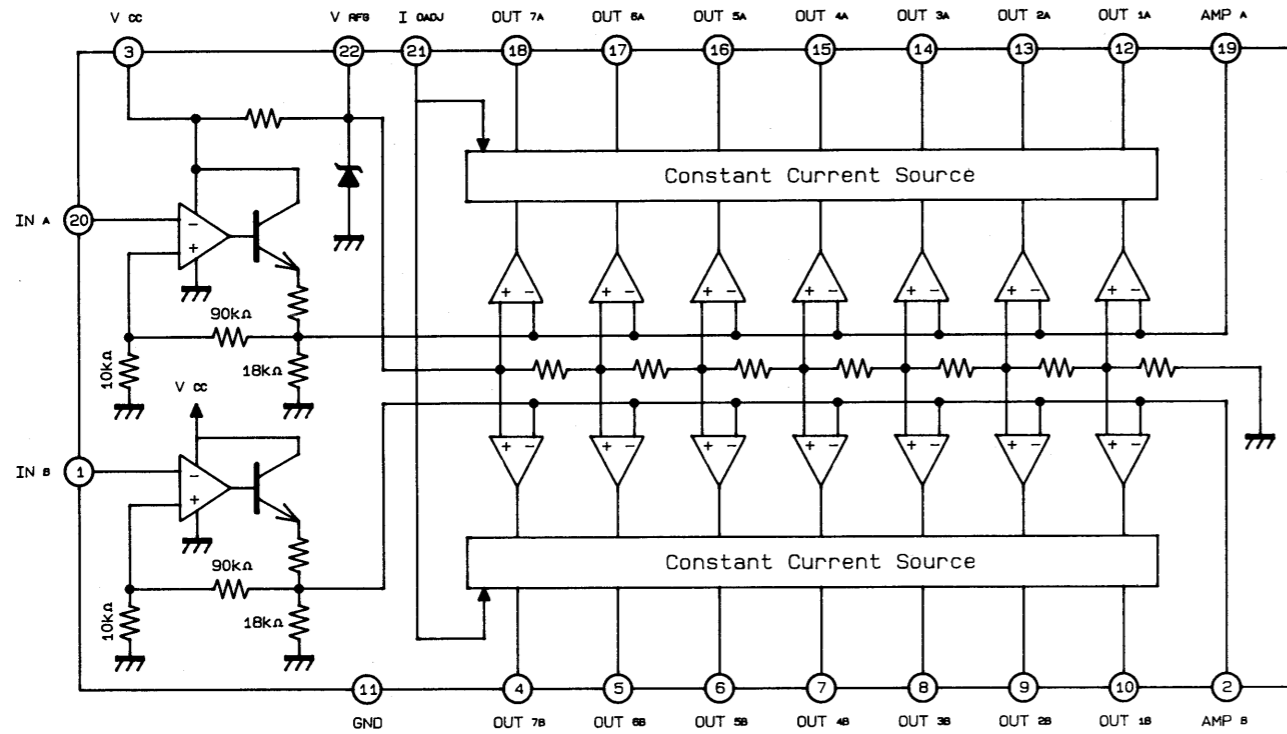 V CC V RFG I OADJ OUT 7A OUT 6A OUT 5A OUT 4A OUT 3A OUT 2A OUT 1A AMP A
3 22 21 18 17 16 15 14 13 12 19
Constant Current Source
IN A 20 − +
+ − + − + − + − + − + − + −
90kΩ
10kΩ 18kΩ
V CC
IN B 1 − +
+ − + − + − + − + − + − + −
Constant Current Source
90kΩ
10kΩ 18kΩ
11 4 5 6 7 8 9 10 2
GND OUT 7B OUT 6B OUT 5B OUT 4B OUT 3B OUT 2B OUT 1B AMP B